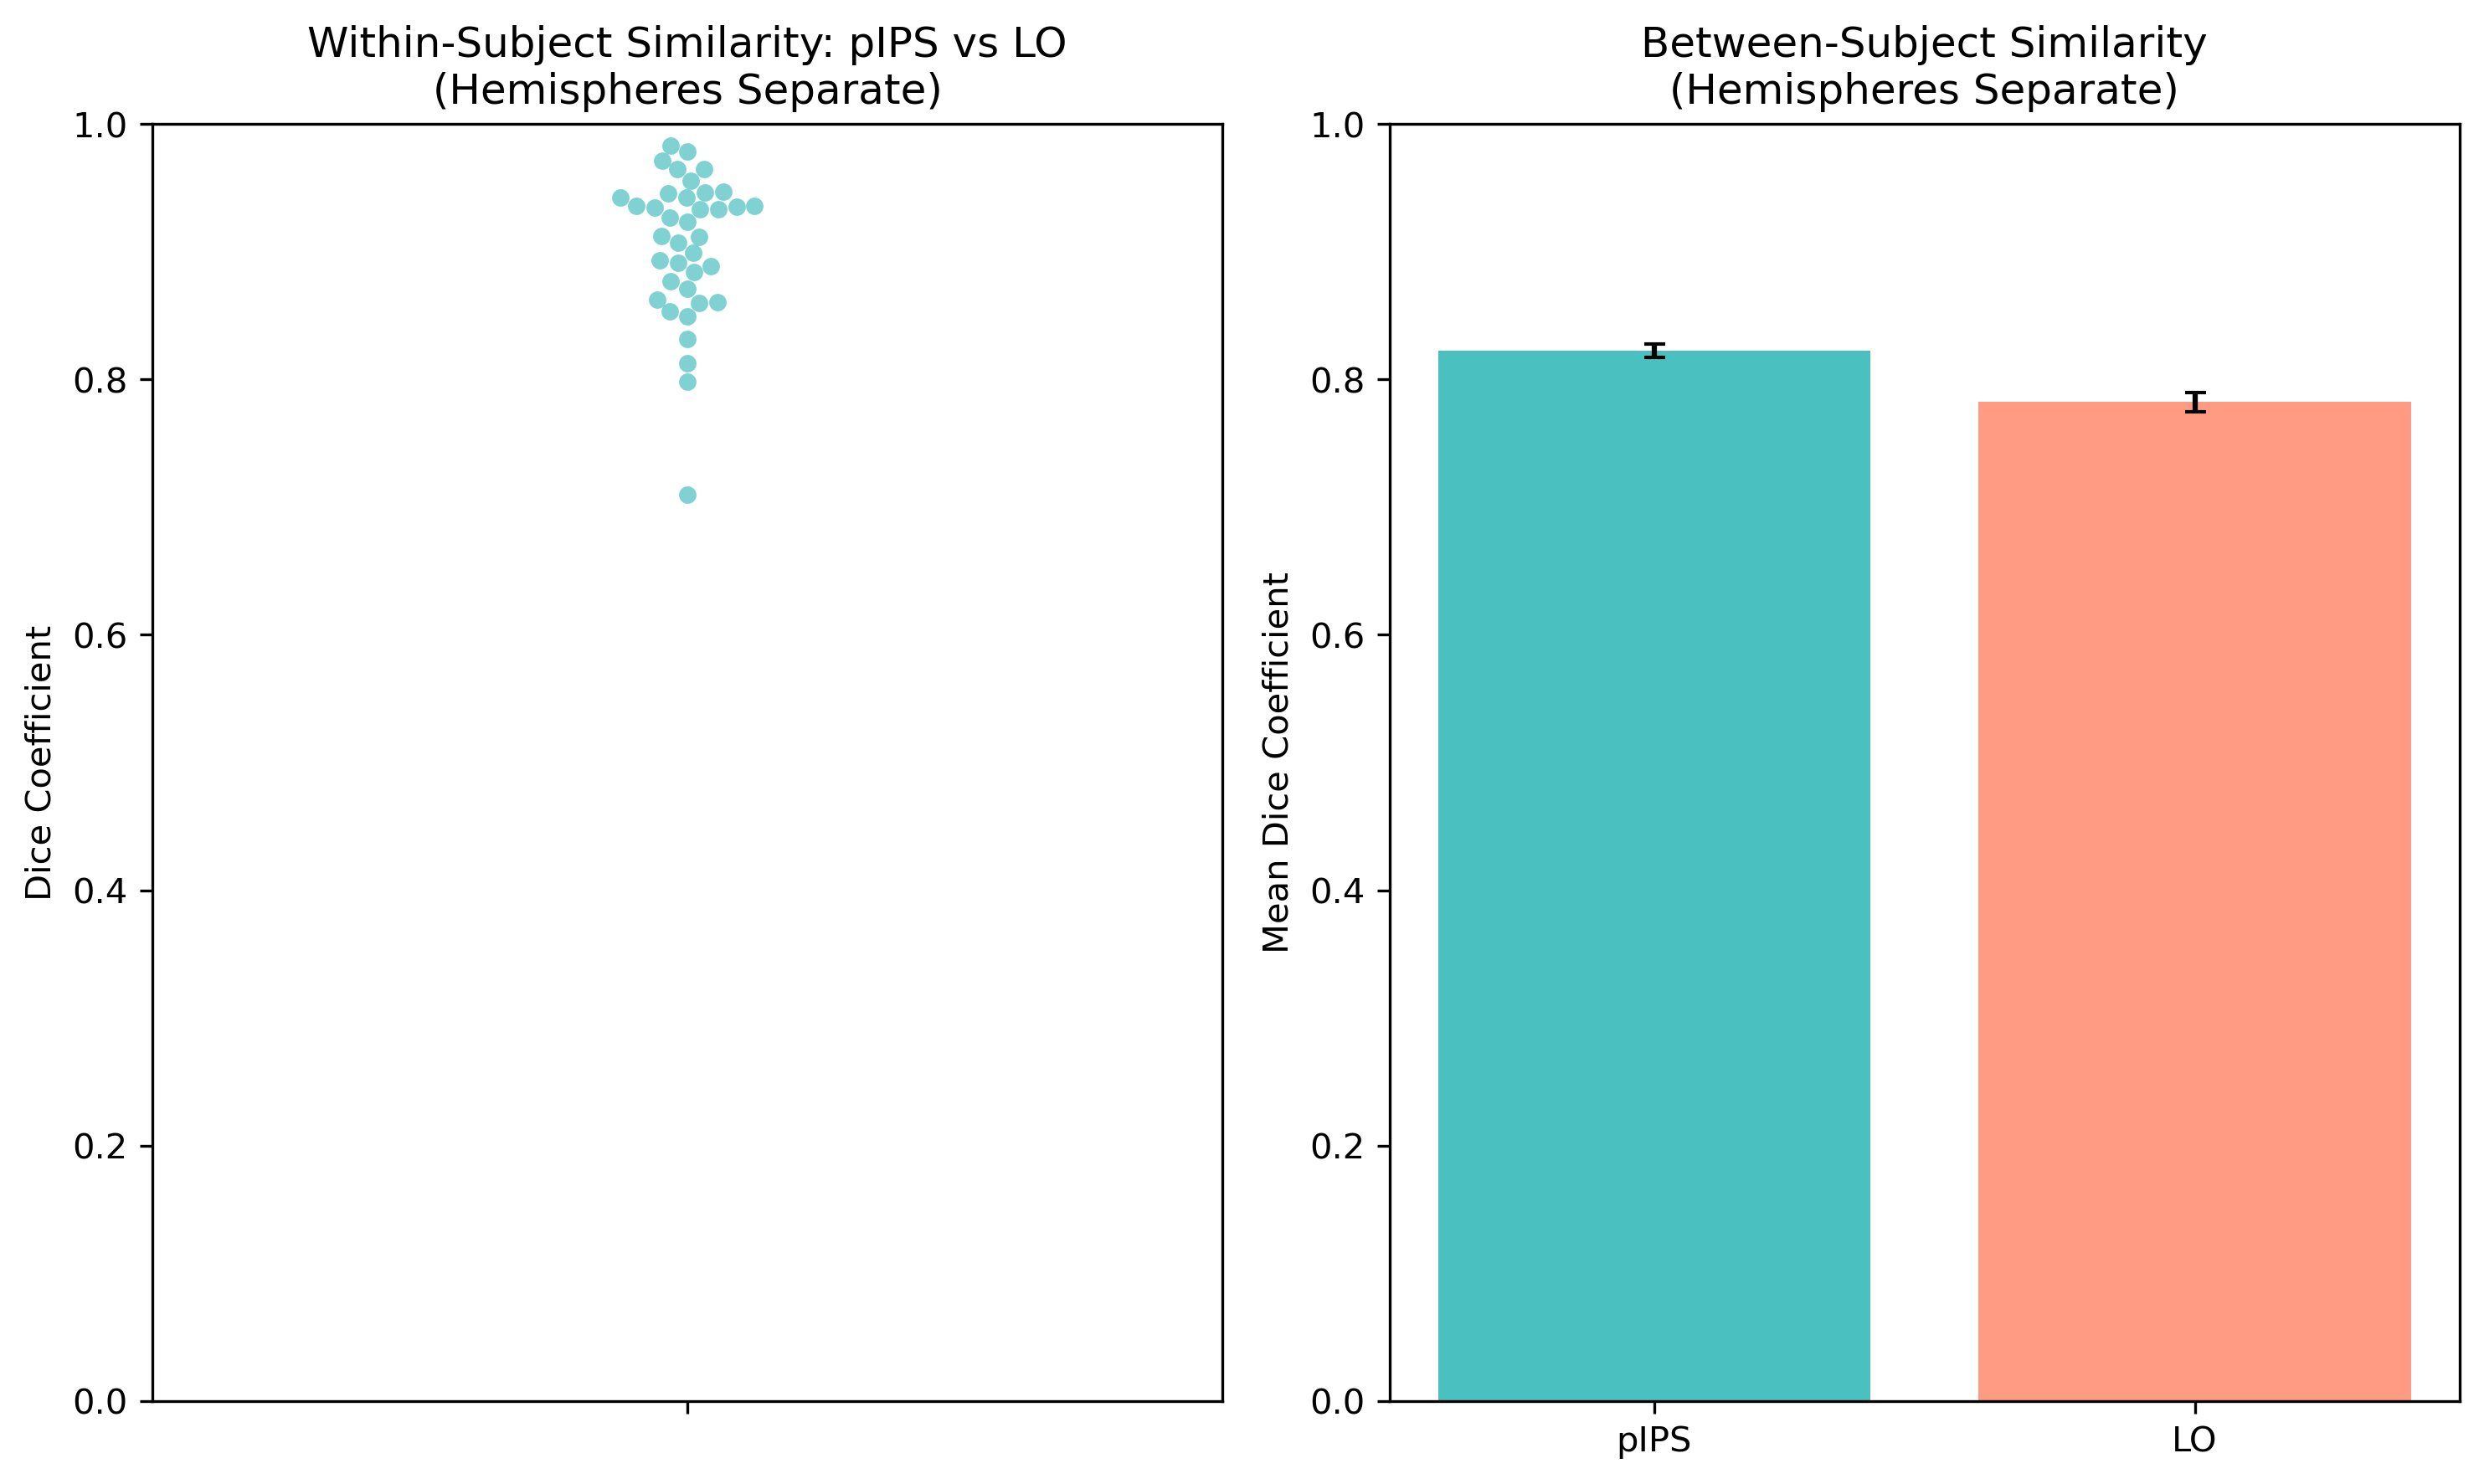 Within-Subject Similarity: pIPS vs LO
(Hemispheres Separate)
Dice Coefficient
1.0
0.8
0.6
0.4
0.2
0.0
Between-Subject Similarity
(Hemispheres Separate)
Mean Dice Coefficient
1.0
0.8
0.6
0.4
0.2
0.0
pIPS
LO